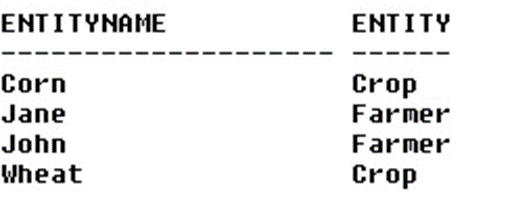 ENTITYNAME           ENTITY
-------------------- ------
Corn                 Crop
Jane                 Farmer
John                 Farmer
Wheat                Crop